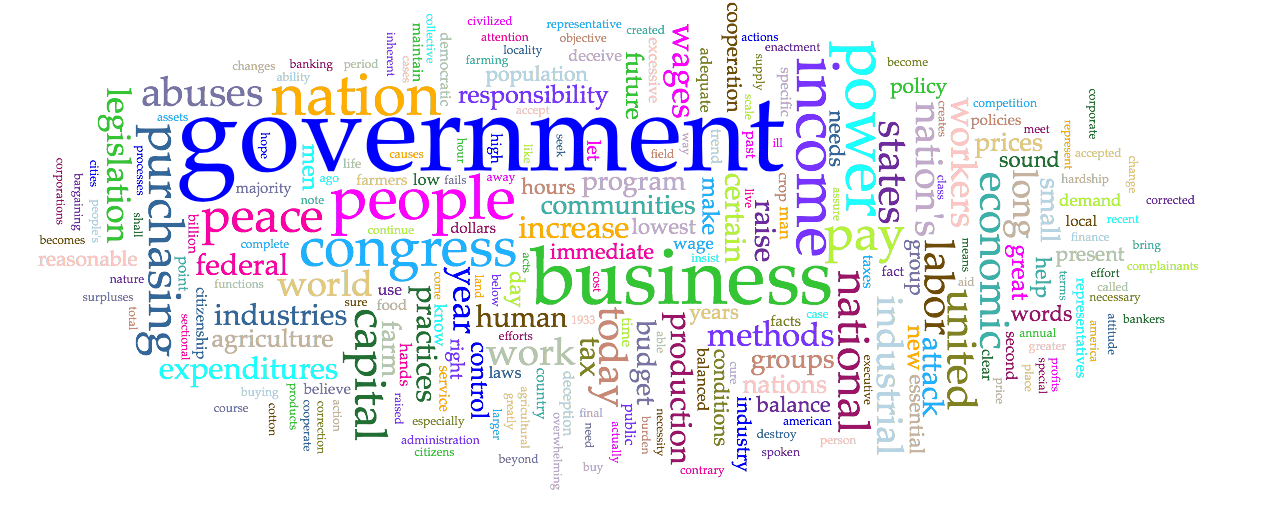 government
business
people
nation
income
power
congress
peace
purchasing
capital
national
pay
economic
united
labor
states
nation's
workers
industrial
methods
expenditures
world
work
today
human
abuses
responsibility
legislation
federal
industries
agriculture
year
control
practices
farm
increase
immediate
communities
program
population
future
wages
cooperation
adequate
excessive
deceive
objective
representative
created
civilized
attention
locality
farming
collective
maintain
democratic
inherent
cases
changes
banking
period
ability
assets
accept
actions
enactment
supply
specific
scale
become
policy
needs
creates
competition
policies
meet
prices
sound
represent
corporate
accepted
change
hardship
demand
small
long
local
recent
corrected
finance
present
bring
complainants
effort
called
necessary
bankers
attitude
america
representatives
terms
help
great
words
annual
greater
second
clear
place
special
profits
price
means
aid
group
class
fact
taxes
new
attack
essential
executive
person
american
balance
nations
groups
facts
case
years
production
budget
tax
time
able
balanced
conditions
cure
industry
destroy
spoken
contrary
necessity
burden
public
actually
need
final
buy
overwhelming
deception
country
agricultural
greatly
larger
beyond
laws
efforts
1933
cost
acts
day
below
land
come
know
right
service
hands
raised
especially
administration
citizens
food
use
sure
believe
action
correction
cooperate
products
cotton
buying
course
functions
complete
continue
dollars
point
citizenship
sectional
billion
shall
processes
total
surpluses
nature
reasonable
becomes
people's
cities
bargaining
corporations
majority
note
men
ago
life
hope
causes
farmers
low
fails
hour
high
away
like
seek
let
field
way
trend
past
ill
hours
lowest
make
wage
insist
certain
raise
live
man
crop
assure